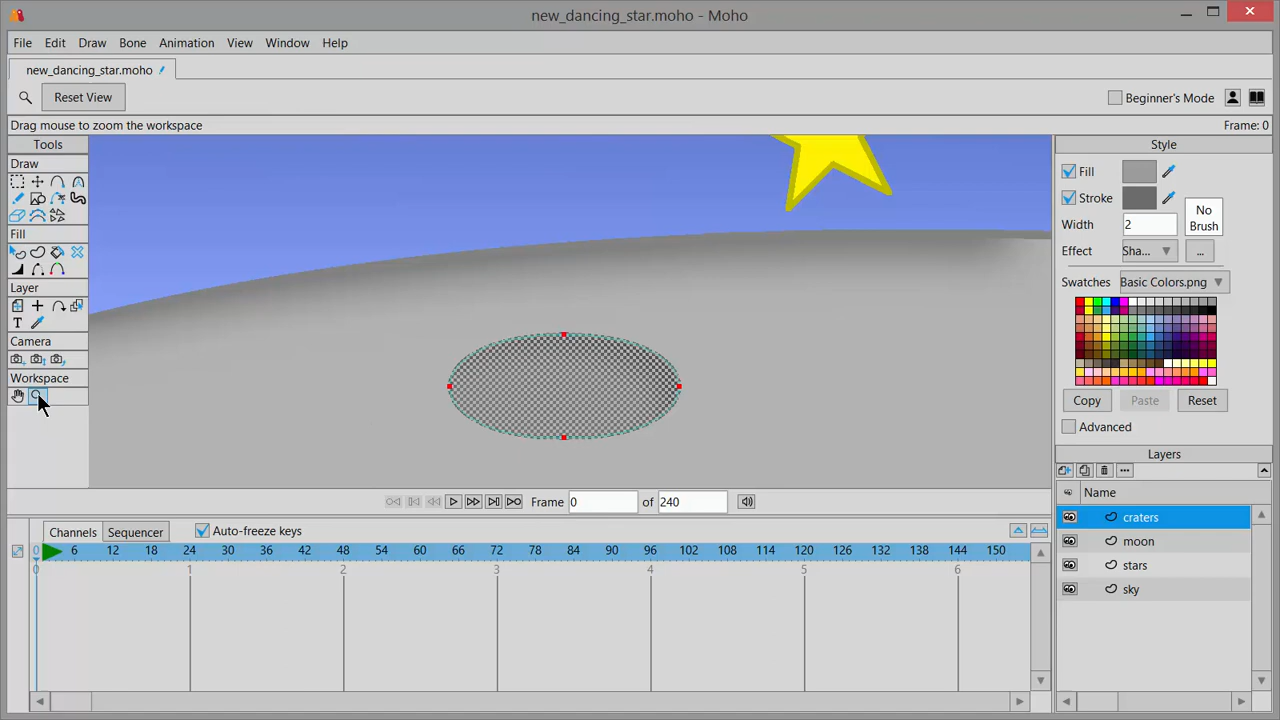 new_dancing_star.moho - Moho
File Edit Draw Bone Animation View Window Help
new_dancing_star.moho
Reset View
Beginner's Mode
Drag mouse to zoom the workspace
Frame: 0
Tools
Draw
Fill
Layer
T
Camera
Workspace
Style
Fill
Stroke
Width 2
No Brush
Effect Sha... ...
Swatches Basic Colors.png
Copy Paste Reset
Advanced
Layers
Name
craters
moon
stars
sky
Frame 0 of 240
Channels Sequencer Auto-freeze keys
0 6 12 18 24 30 36 42 48 54 60 66 72 78 84 90 96 102 108 114 120 126 132 138 144 150
0 1 2 3 4 5 6